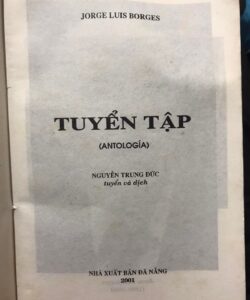 JORGE LUIS BORGES
TUYỂN TẬP
(ANTOLOGÍA)
NGUYỄN TRUNG ĐỨC
tuyển và dịch
NHÀ XUẤT BẢN ĐÀ NẴNG
2001